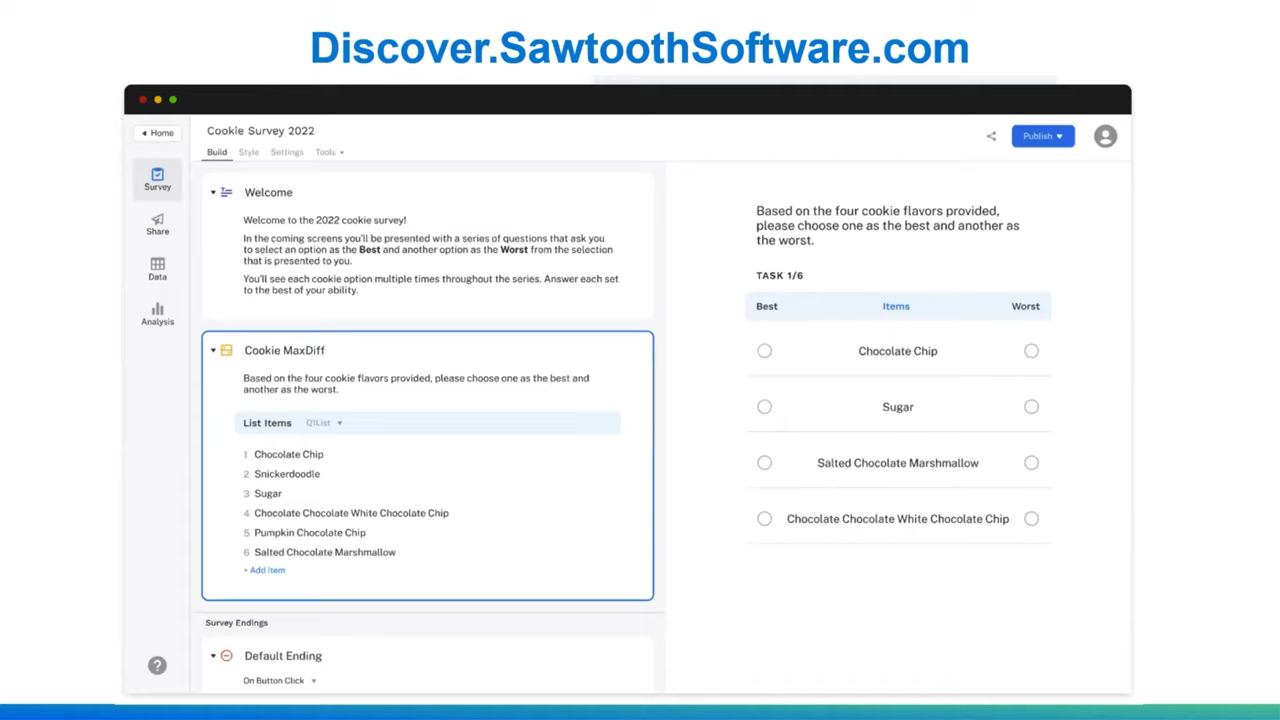 Discover.SawtoothSoftware.com
Home
Cookie Survey 2022
Publish
Build Style Settings Tools
Survey
Share
Data
Analysis
Welcome
Welcome to the 2022 cookie survey!
In the coming screens you'll be presented with a series of questions that ask you
to select an option as the Best and another option as the Worst from the selection
that is presented to you.
You'll see each cookie option multiple times throughout the series. Answer each set
to the best of your ability.
Cookie MaxDiff
Based on the four cookie flavors provided, please choose one as the best and
another as the worst.
List Items Q1List
1 Chocolate Chip
2 Snickerdoodle
3 Sugar
4 Chocolate Chocolate White Chocolate Chip
5 Pumpkin Chocolate Chip
6 Salted Chocolate Marshmallow
+ Add Item
Survey Endings
Default Ending
On Button Click
?
Based on the four cookie flavors provided,
please choose one as the best and another as
the worst.
TASK 1/6
Best Items Worst
Chocolate Chip
Sugar
Salted Chocolate Marshmallow
Chocolate Chocolate White Chocolate Chip